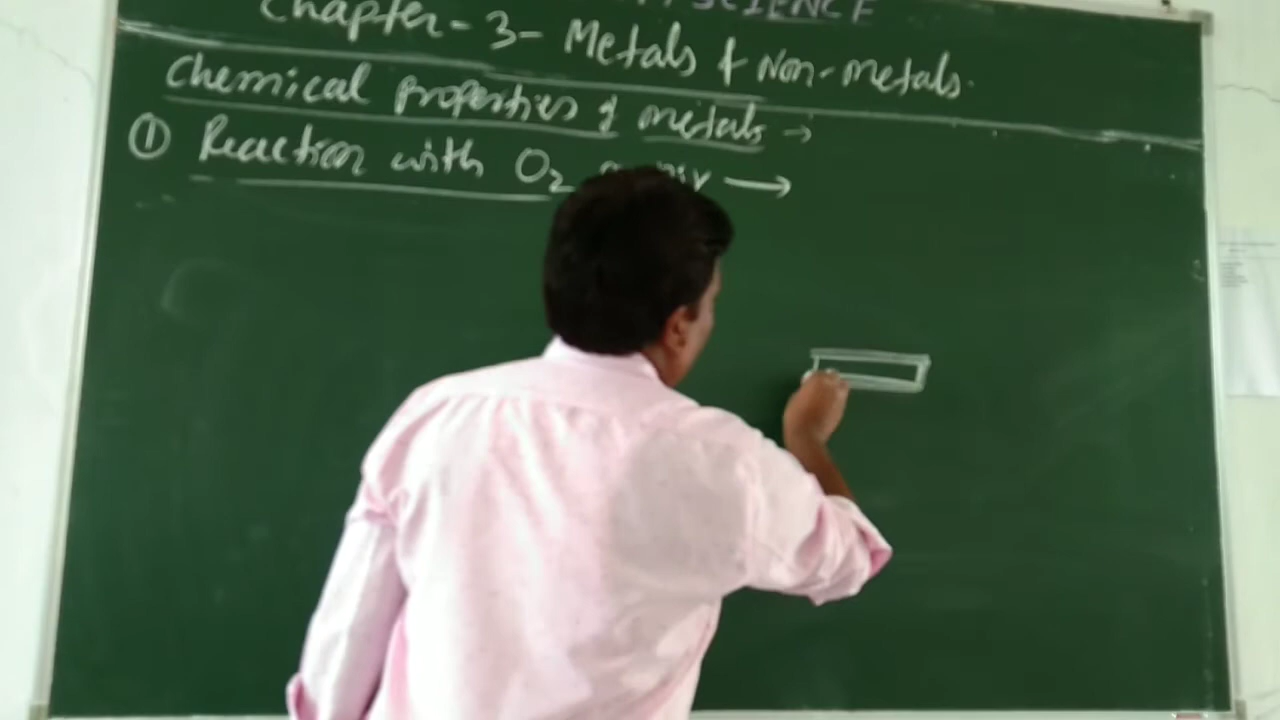 SCIENCE
Chapter - 3 - Metals & Non-metals.
Chemical properties of metals →
① Reaction with O₂ →